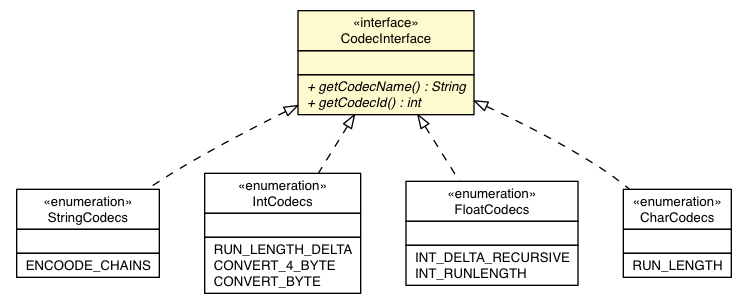 «interface»
CodecInterface
+ getCodecName() : String
+ getCodecId() : int
«enumeration»
StringCodecs
ENCOODE_CHAINS
«enumeration»
IntCodecs
RUN_LENGTH_DELTA
CONVERT_4_BYTE
CONVERT_BYTE
«enumeration»
FloatCodecs
INT_DELTA_RECURSIVE
INT_RUNLENGTH
«enumeration»
CharCodecs
RUN_LENGTH